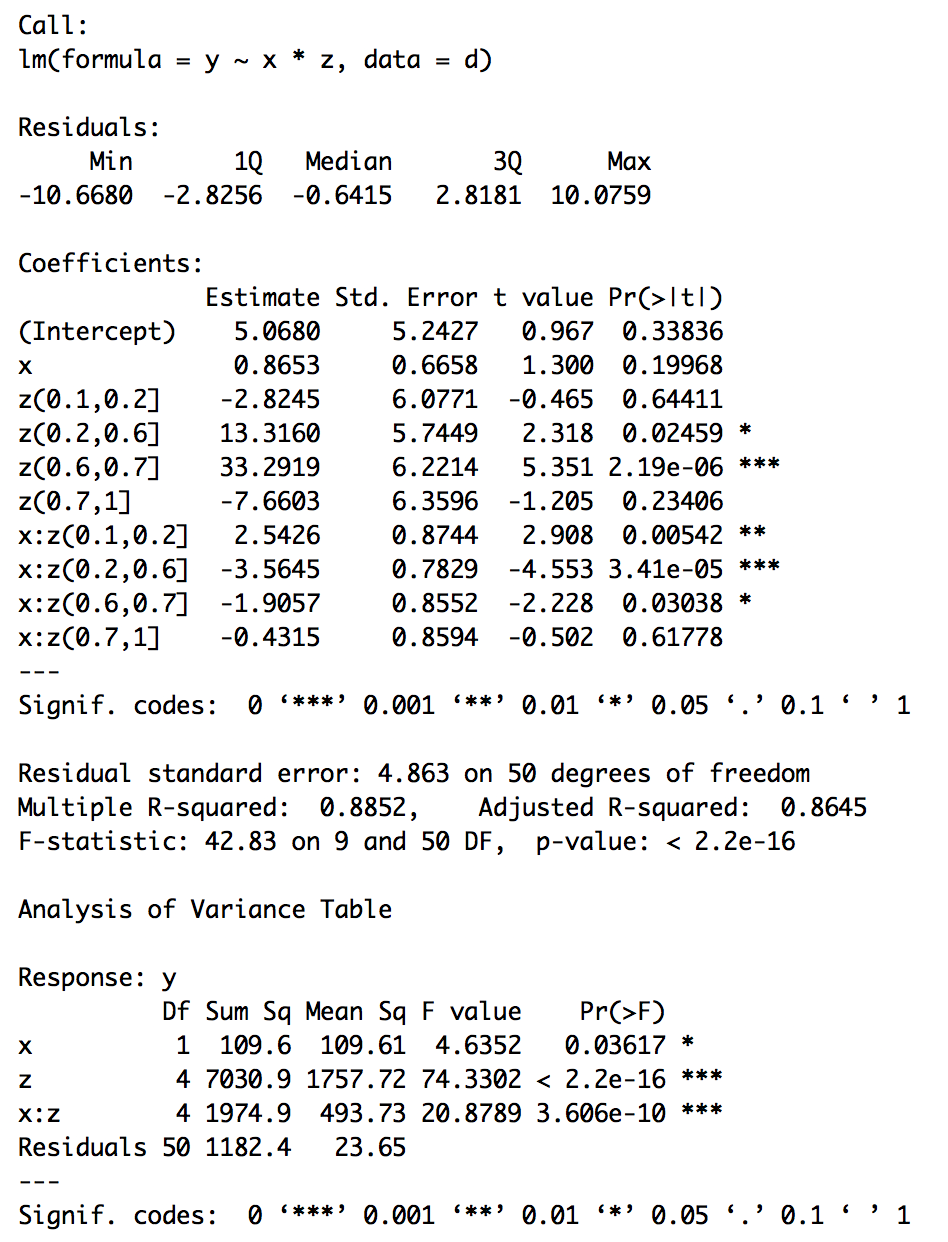 Call:
lm(formula = y ~ x * z, data = d)
Residuals:
     Min       1Q   Median       3Q      Max
-10.6680  -2.8256  -0.6415   2.8181  10.0759
Coefficients:
            Estimate Std. Error t value Pr(>|t|)
(Intercept)   5.0680     5.2427   0.967  0.33836
x             0.8653     0.6658   1.300  0.19968
z(0.1,0.2]   -2.8245     6.0771  -0.465  0.64411
z(0.2,0.6]   13.3160     5.7449   2.318  0.02459 *
z(0.6,0.7]   33.2919     6.2214   5.351 2.19e-06 ***
z(0.7,1]     -7.6603     6.3596  -1.205  0.23406
x:z(0.1,0.2]  2.5426     0.8744   2.908  0.00542 **
x:z(0.2,0.6] -3.5645     0.7829  -4.553 3.41e-05 ***
x:z(0.6,0.7] -1.9057     0.8552  -2.228  0.03038 *
x:z(0.7,1]   -0.4315     0.8594  -0.502  0.61778
---
Signif. codes:  0 ‘***’ 0.001 ‘**’ 0.01 ‘*’ 0.05 ‘.’ 0.1 ‘ ’ 1
Residual standard error: 4.863 on 50 degrees of freedom
Multiple R-squared:  0.8852,    Adjusted R-squared:  0.8645
F-statistic: 42.83 on 9 and 50 DF,  p-value: < 2.2e-16
Analysis of Variance Table
Response: y
          Df Sum Sq Mean Sq F value    Pr(>F)
x          1  109.6  109.61  4.6352   0.03617 *
z          4 7030.9 1757.72 74.3302 < 2.2e-16 ***
x:z        4 1974.9  493.73 20.8789 3.606e-10 ***
Residuals 50 1182.4   23.65
---
Signif. codes:  0 ‘***’ 0.001 ‘**’ 0.01 ‘*’ 0.05 ‘.’ 0.1 ‘ ’ 1